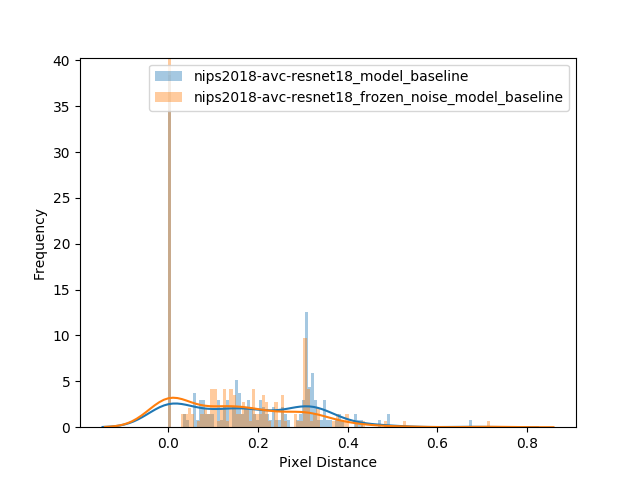 nips2018-avc-resnet18_model_baseline
nips2018-avc-resnet18_frozen_noise_model_baseline
40
35
30
25
20
15
10
5
0
Frequency
0.0 0.2 0.4 0.6 0.8
Pixel Distance